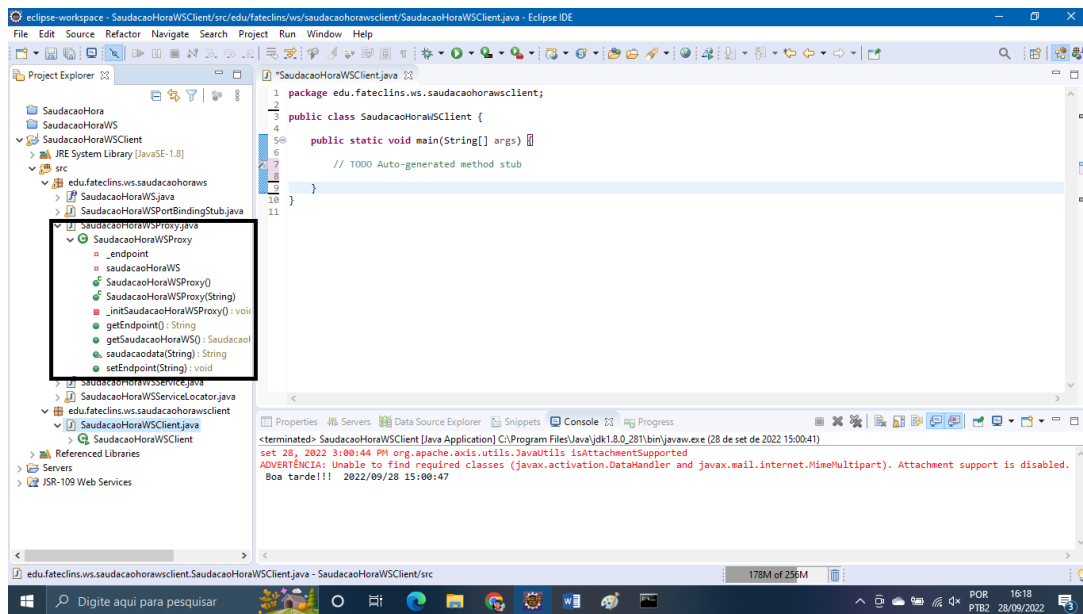 eclipse-workspace - SaudacaoHoraWSClient/src/edu/fateclins/ws/saudacaohorawsclient/SaudacaoHoraWSClient.java - Eclipse IDE
File Edit Source Refactor Navigate Search Project Run Window Help
Project Explorer
SaudacaoHora
SaudacaoHoraWS
SaudacaoHoraWSClient
JRE System Library [JavaSE-1.8]
src
edu.fateclins.ws.saudacaohoraws
SaudacaoHoraWS.java
SaudacaoHoraWSPortBindingStub.java
SaudacaoHoraWSProxy.java
SaudacaoHoraWSProxy
_endpoint
saudacaoHoraWS
SaudacaoHoraWSProxy()
SaudacaoHoraWSProxy(String)
_initSaudacaoHoraWSProxy() : void
getEndpoint() : String
getSaudacaoHoraWS() : Saudacaol
saudacaodata(String) : String
setEndpoint(String) : void
SaudacaoHoraWSService.java
SaudacaoHoraWSServiceLocator.java
edu.fateclins.ws.saudacaohorawsclient
SaudacaoHoraWSClient.java
SaudacaoHoraWSClient
Referenced Libraries
Servers
JSR-109 Web Services
*SaudacaoHoraWSClient.java
1 package edu.fateclins.ws.saudacaohorawsclient;
2
3 public class SaudacaoHoraWSClient {
4
5 public static void main(String[] args) {
6
7 // TODO Auto-generated method stub
8
9 }
10 }
11
Properties Servers Data Source Explorer Snippets Console Progress
<terminated> SaudacaoHoraWSClient [Java Application] C:\Program Files\Java\jdk1.8.0_281\bin\javaw.exe (28 de set de 2022 15:00:41)
set 28, 2022 3:00:44 PM org.apache.axis.utils.JavaUtils isAttachmentSupported
ADVERTÊNCIA: Unable to find required classes (javax.activation.DataHandler and javax.mail.internet.MimeMultipart). Attachment support is disabled.
Boa tarde!!! 2022/09/28 15:00:47
edu.fateclins.ws.saudacaohorawsclient.SaudacaoHoraWSClient.java - SaudacaoHoraWSClient/src
178M of 256M
Digite aqui para pesquisar
POR 16:18
PTB2 28/09/2022